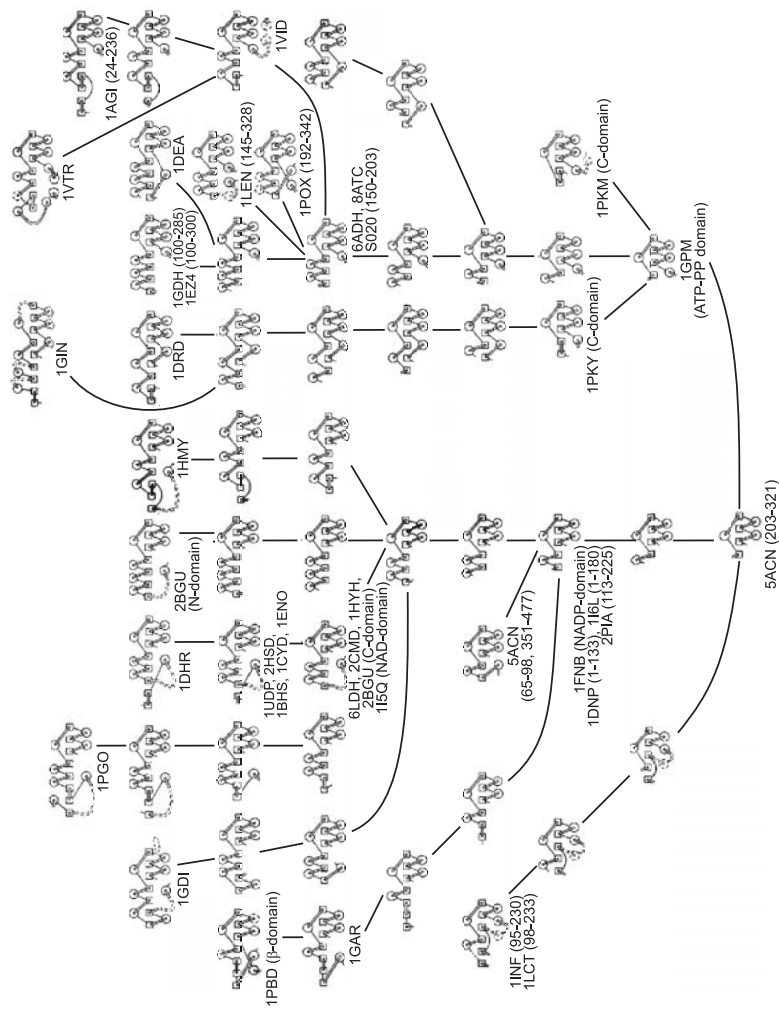 1AGI (24-236)
1VID
1VTR
1DEA
1LEN (145-328)
1POX (192-342)
1GDH (100-285)
1EZ4 (100-300)
6ADH, 8ATC
S020 (150-203)
1PKM (C-domain)
1GPM
(ATP-PP domain)
1GIN
1DRD
1PKY (C-domain)
1HMY
2BGU
(N-domain)
1DHR
1UDP, 2HSD,
1BHS, 1CYD, 1ENO
6LDH, 2CMD, 1HYH,
2BGU (C-domain)
1I5Q (NAD-domain)
5ACN
(65-98, 351-477)
1FNB (NADP-domain)
1DNP (1-133), 1I6L (1-180)
2PIA (113-225)
5ACN (203-321)
1PGO
1GDI
1PBD (β-domain)
1GAR
1INF (95-230)
1LCT (98-233)